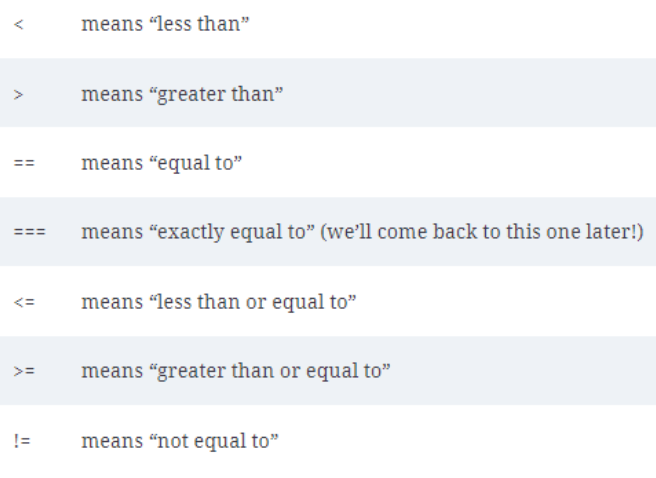 < means “less than”
> means “greater than”
== means “equal to”
=== means “exactly equal to” (we’ll come back to this one later!)
<= means “less than or equal to”
>= means “greater than or equal to”
!= means “not equal to”